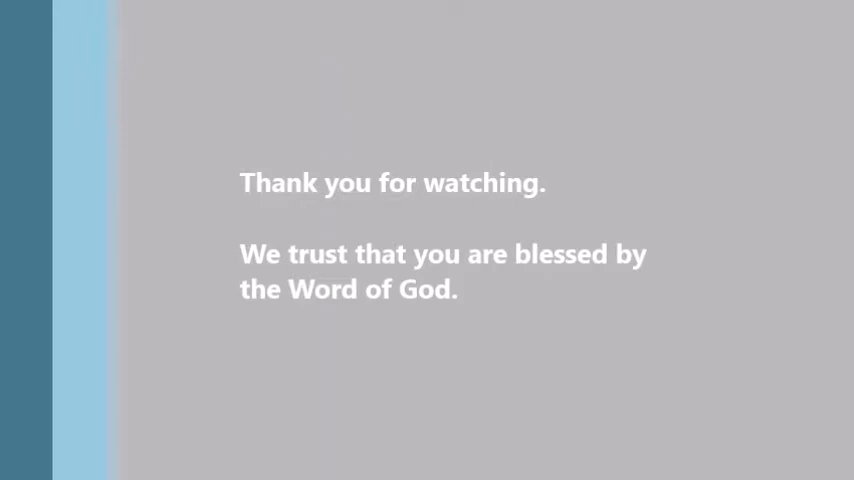 Thank you for watching.
We trust that you are blessed by
the Word of God.